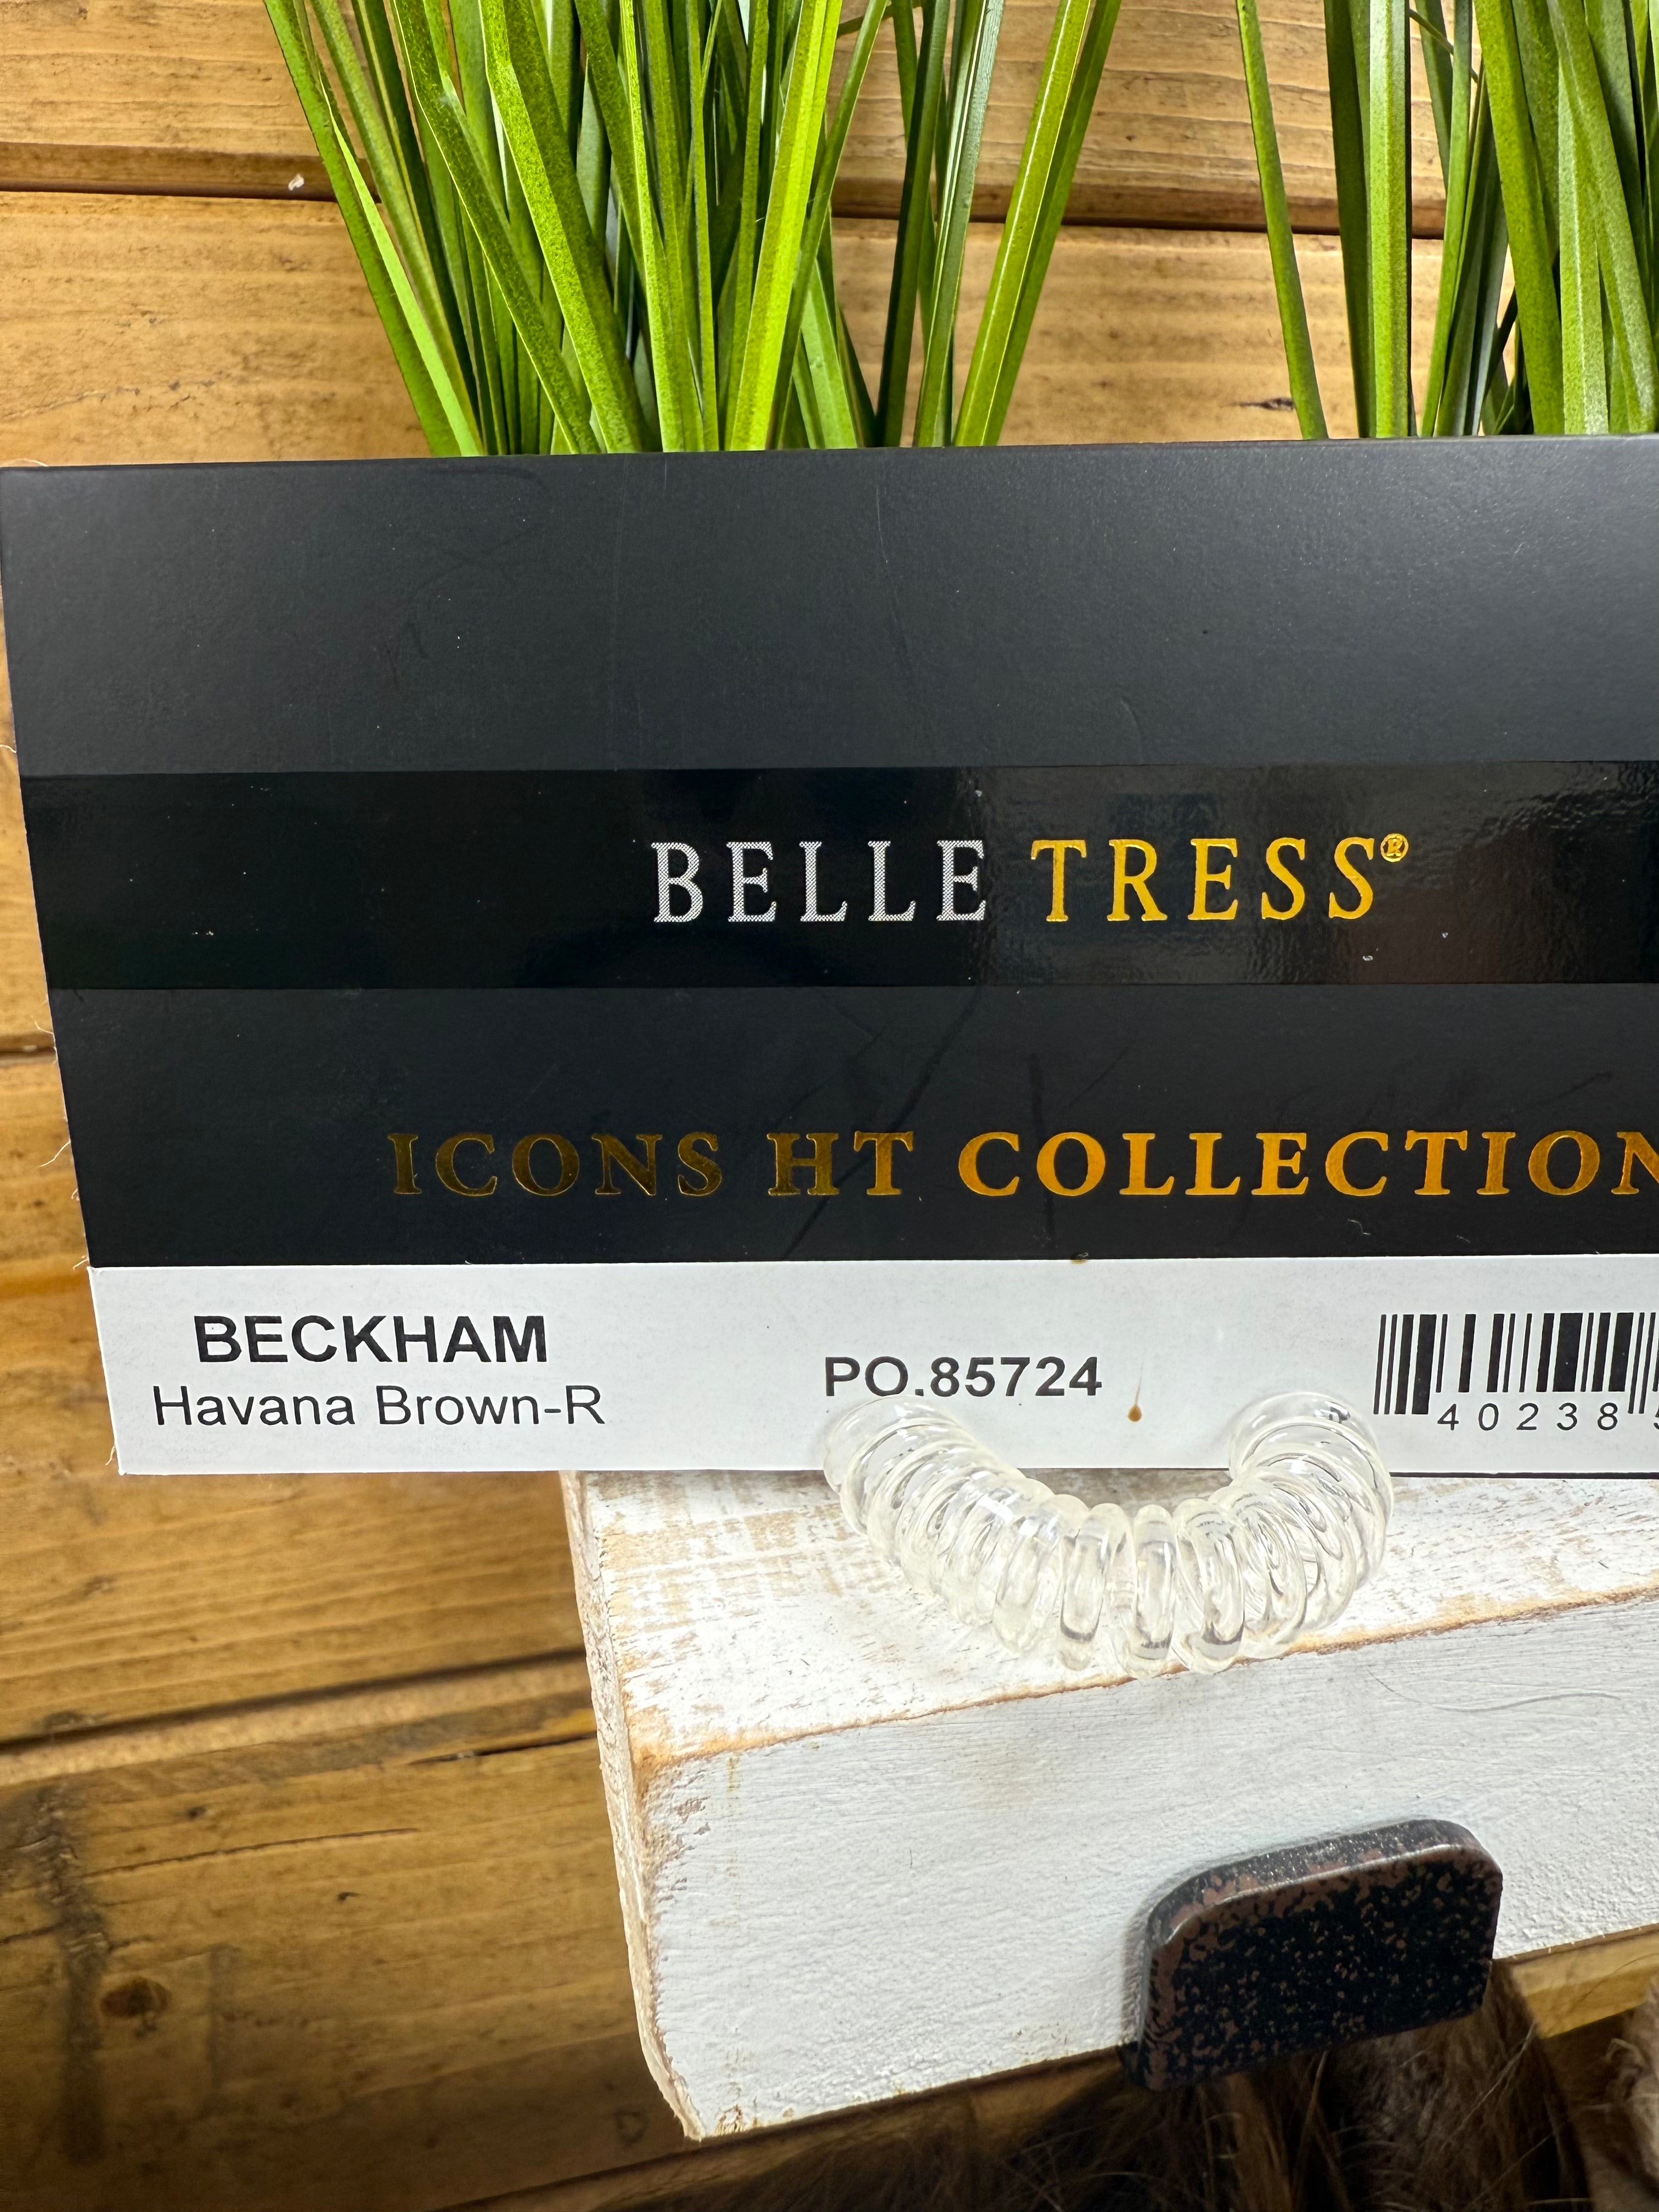 BELLE TRESS®
ICONS HT COLLECTION
BECKHAM
Havana Brown-R
PO.85724
40238